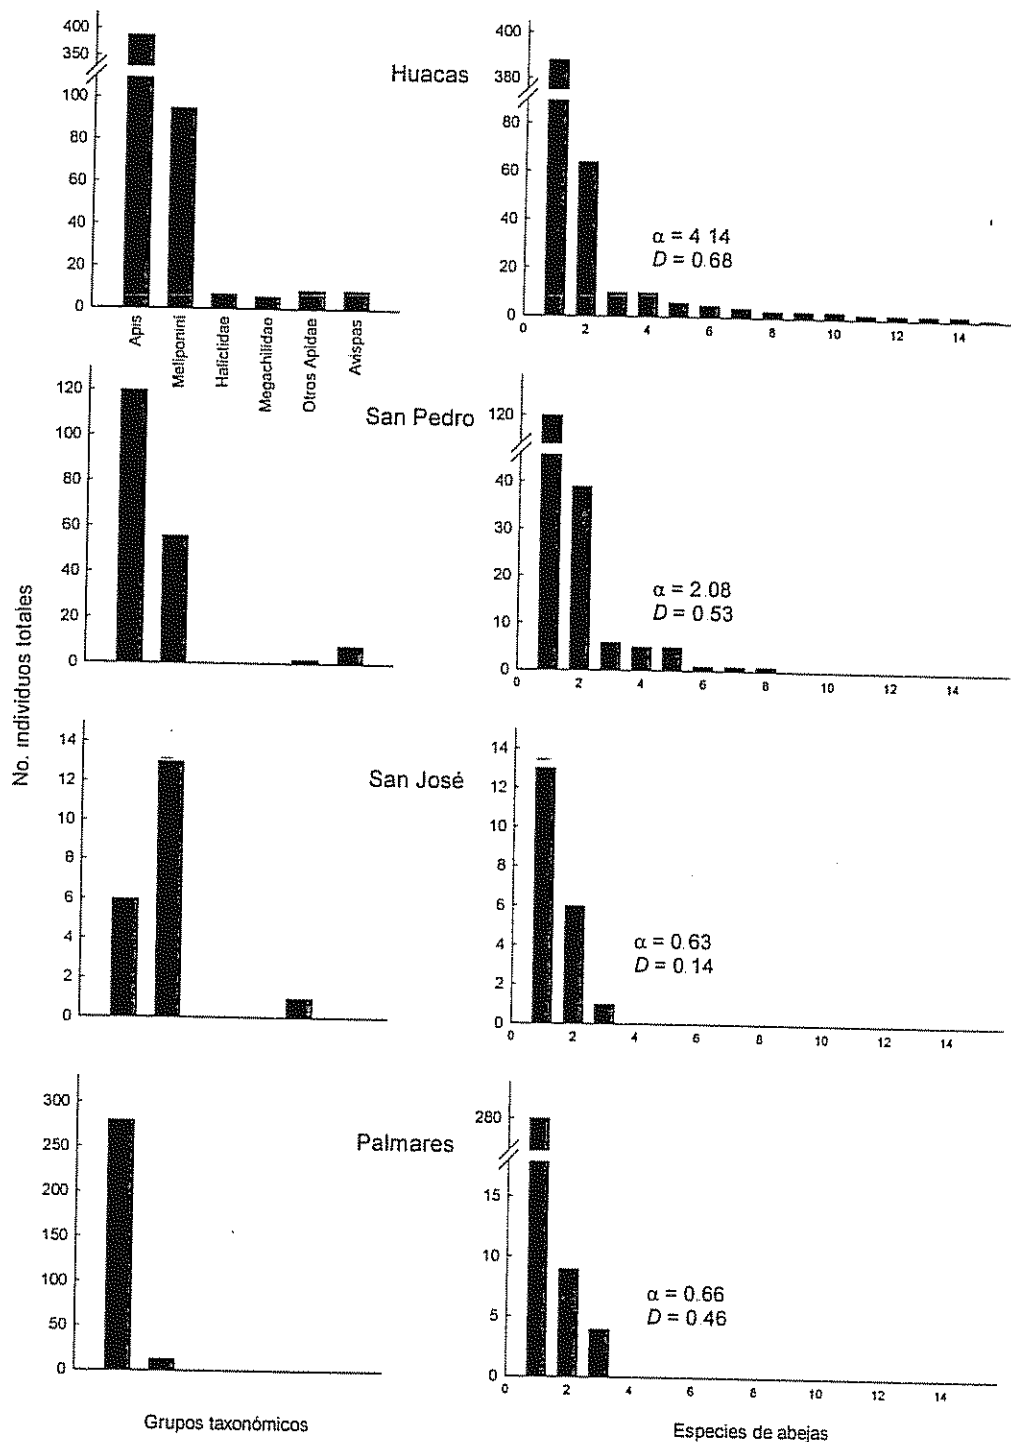 400
350
100
80
60
40
20
0
Apis
Meliponini
Halictidae
Megachilidae
Otros Apidae
Avispas
Huacas
400
380
80
60
40
20
0
α = 4 14
D = 0.68
0 2 4 6 8 10 12 14
120
100
80
60
40
20
0
San Pedro
120
40
30
20
10
0
α = 2.08
D = 0.53
0 2 4 6 8 10 12 14
No. individuos totales
14
12
10
8
6
4
2
0
San José
14
12
10
8
6
4
2
0
α = 0.63
D = 0.14
0 2 4 6 8 10 12 14
300
250
200
150
100
50
0
Palmares
280
15
10
5
0
α = 0.66
D = 0.46
0 2 4 6 8 10 12 14
Grupos taxonómicos
Especies de abejas